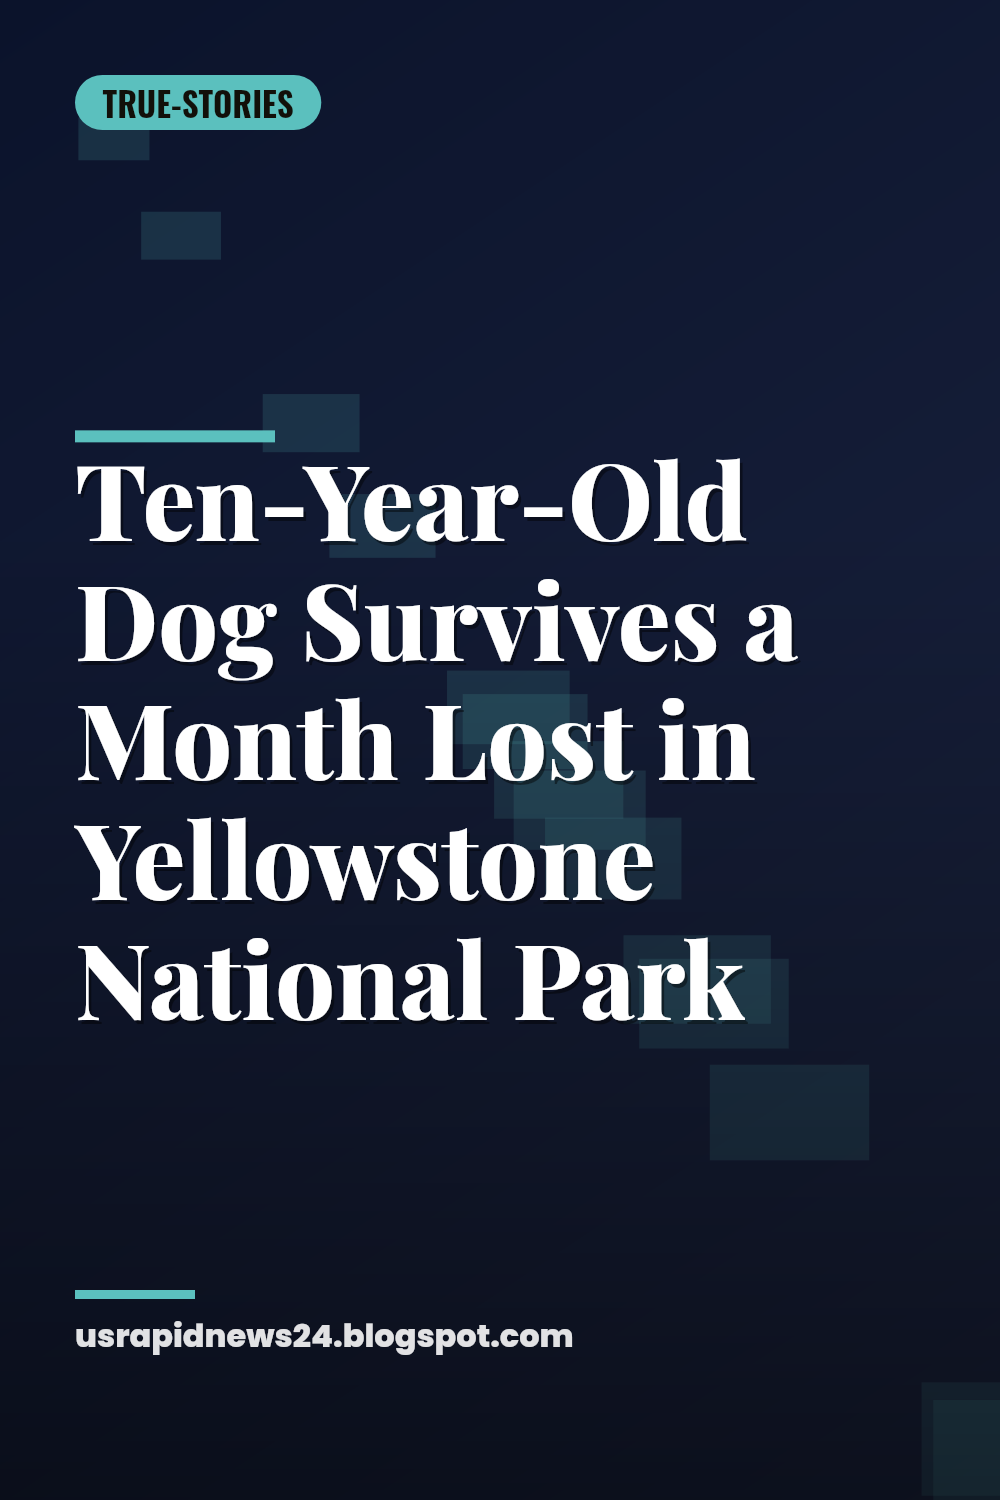 TRUE-STORIES
Ten-Year-Old
Dog Survives a
Month Lost in
Yellowstone
National Park
usrapidnews24.blogspot.com